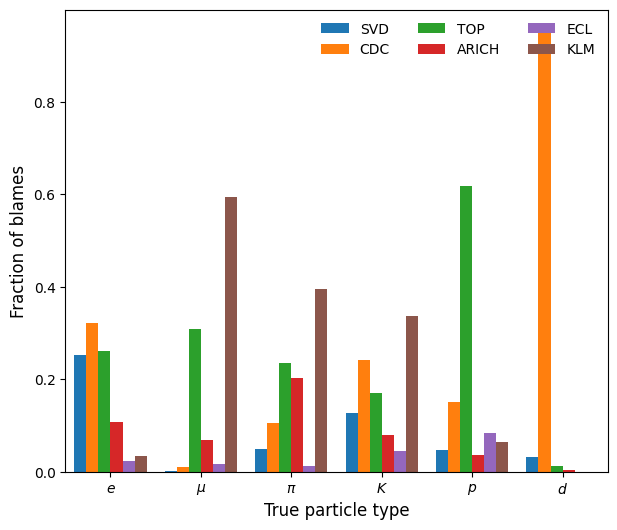 SVD TOP ECL
CDC ARICH KLM
Fraction of blames
0.8
0.6
0.4
0.2
0.0
e μ π K p d
True particle type